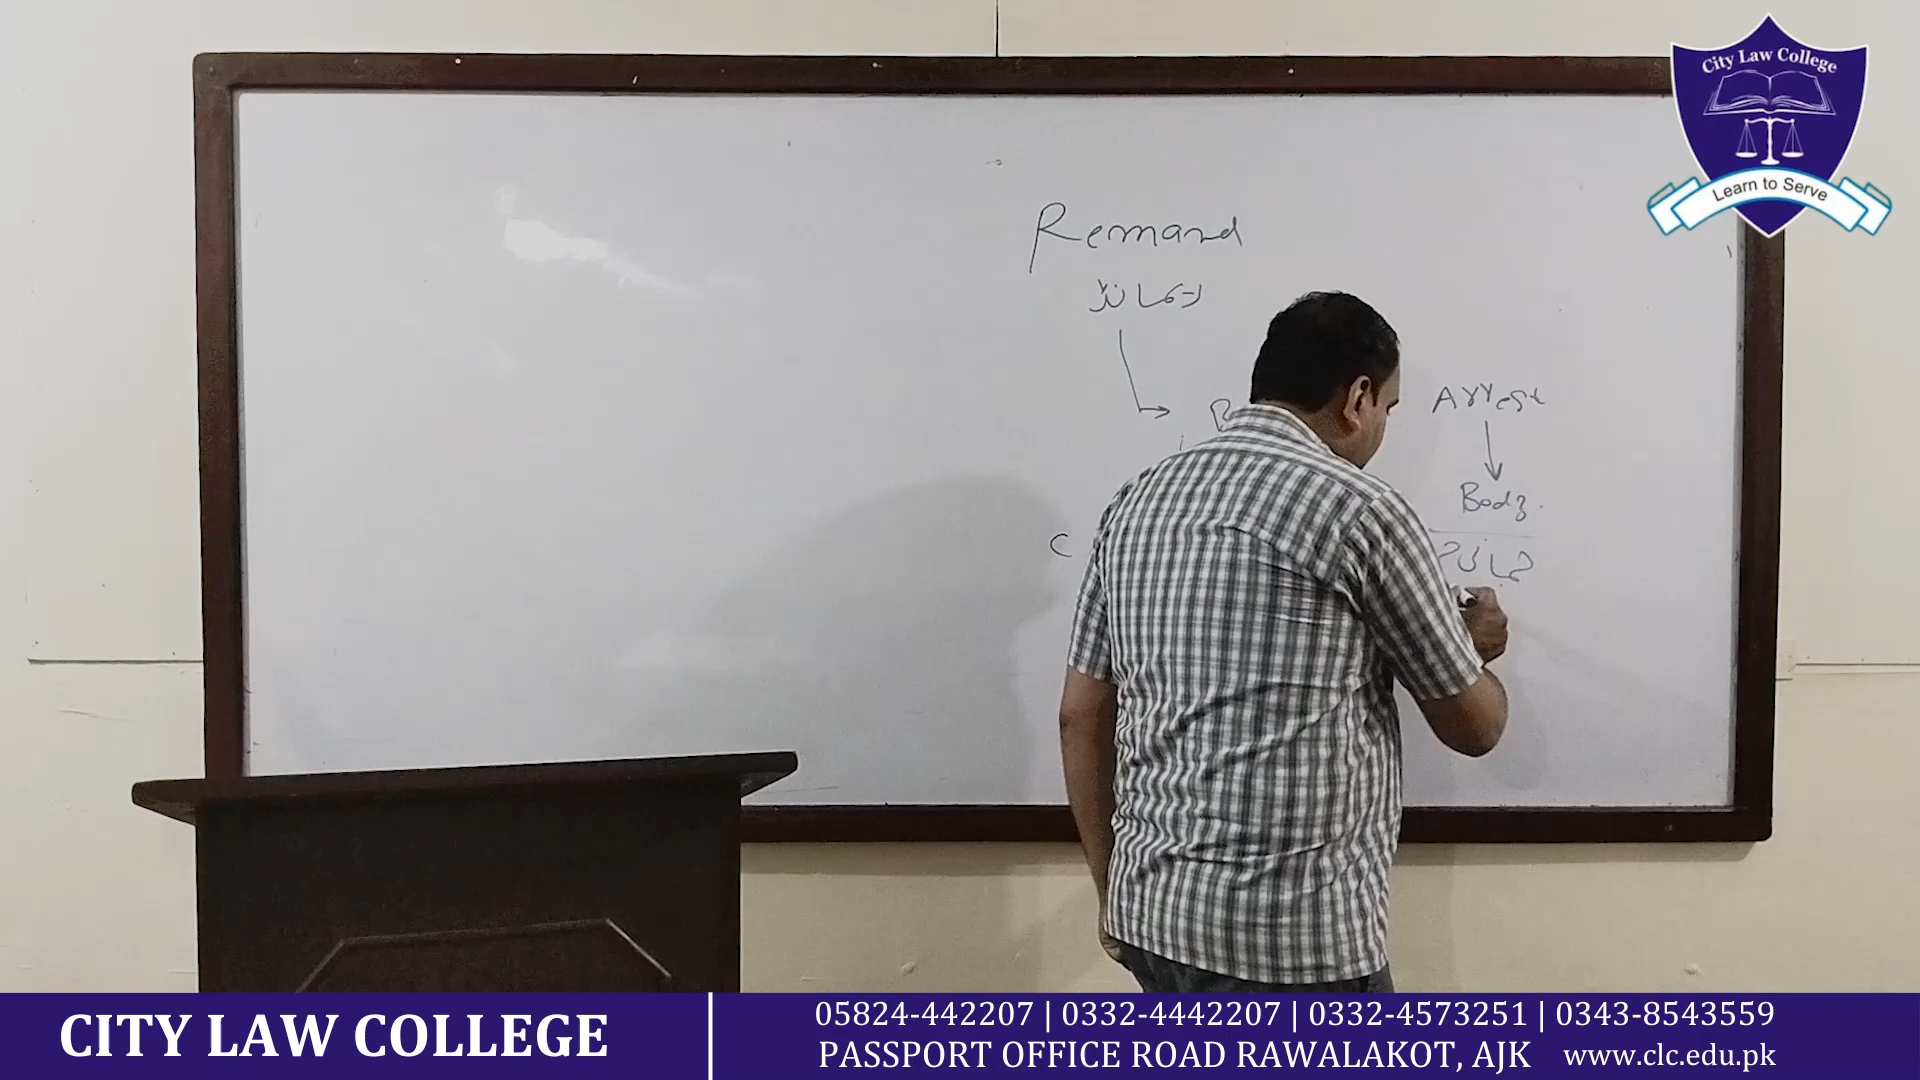 City Law College
Learn to Serve
Remand
ریمانڈ
Arrest
Body.
C
CITY LAW COLLEGE
05824-442207 | 0332-4442207 | 0332-4573251 | 0343-8543559
PASSPORT OFFICE ROAD RAWALAKOT, AJK www.clc.edu.pk